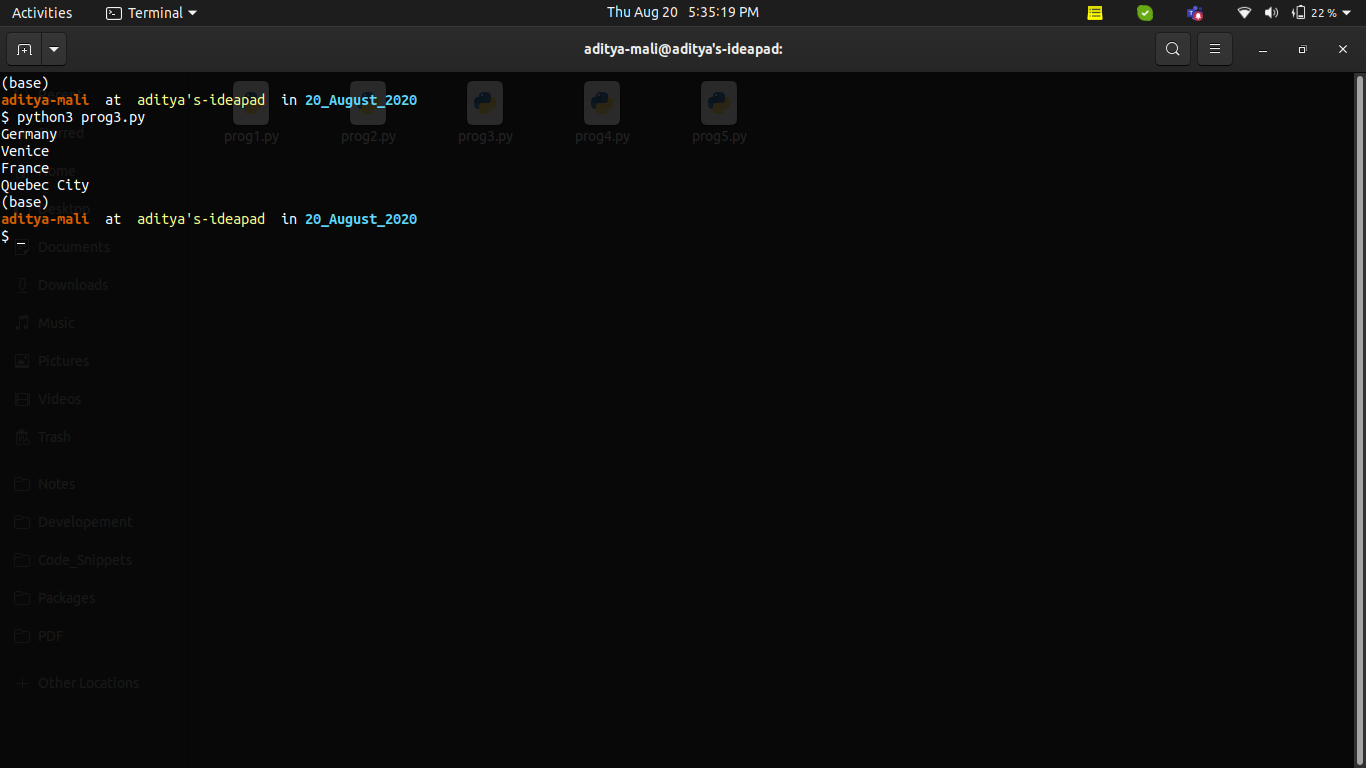 Activities Terminal Thu Aug 20 5:35:19 PM 22 %
aditya-mali@aditya's-ideapad:
(base)
aditya-mali at aditya's-ideapad in 20_August_2020
$ python3 prog3.py
Germany
Venice
France
Quebec City
(base)
aditya-mali at aditya's-ideapad in 20_August_2020
$ _
prog1.py prog2.py prog3.py prog4.py prog5.py
Documents
Downloads
Music
Pictures
Videos
Trash
Notes
Developement
Code_Snippets
Packages
PDF
Other Locations